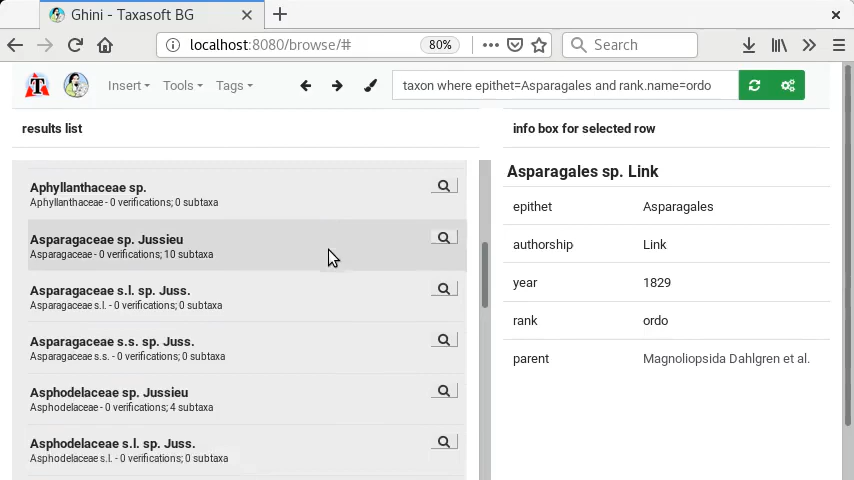 Ghini - Taxasoft BG
localhost:8080/browse/#
80%
Search
Insert
Tools
Tags
taxon where epithet=Asparagales and rank.name=ordo
results list
info box for selected row
Aphyllanthaceae sp.
Aphyllanthaceae - 0 verifications; 0 subtaxa
Asparagaceae sp. Jussieu
Asparagaceae - 0 verifications; 10 subtaxa
Asparagaceae s.l. sp. Juss.
Asparagaceae s.l. - 0 verifications; 0 subtaxa
Asparagaceae s.s. sp. Juss.
Asparagaceae s.s. - 0 verifications; 0 subtaxa
Asphodelaceae sp. Jussieu
Asphodelaceae - 0 verifications; 4 subtaxa
Asphodelaceae s.l. sp. Juss.
Asphodelaceae s.l. - 0 verifications; 0 subtaxa
Asparagales sp. Link
epithet Asparagales
authorship Link
year 1829
rank ordo
parent Magnoliopsida Dahlgren et al.